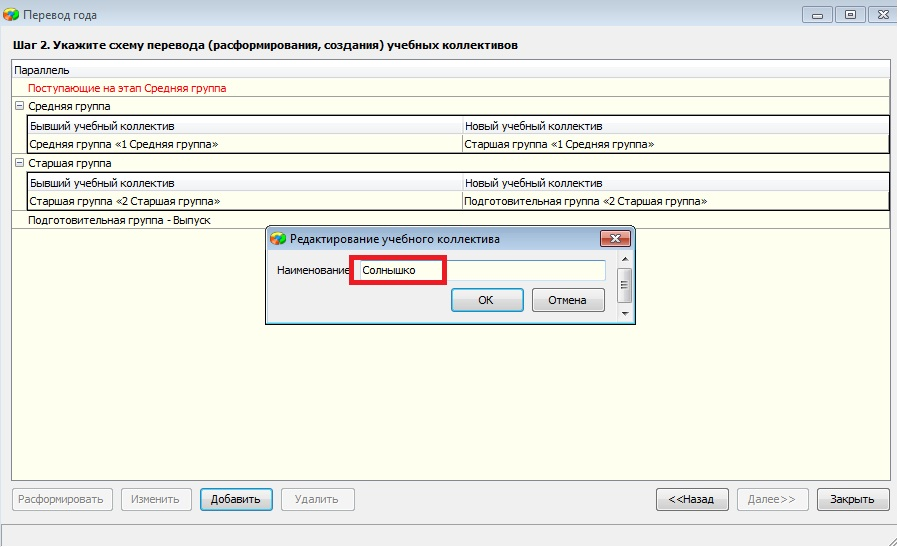 Перевод года
Шаг 2. Укажите схему перевода (расформирования, создания) учебных коллективов
Параллель
Поступающие на этап Средняя группа
Средняя группа
Бывший учебный коллектив Новый учебный коллектив
Средняя группа «1 Средняя группа» Старшая группа «1 Средняя группа»
Старшая группа
Бывший учебный коллектив Новый учебный коллектив
Старшая группа «2 Старшая группа» Подготовительная группа «2 Старшая группа»
Подготовительная группа - Выпуск
Редактирование учебного коллектива
Наименование Солнышко
ОК Отмена
Расформировать Изменить Добавить Удалить <<Назад Далее>> Закрыть